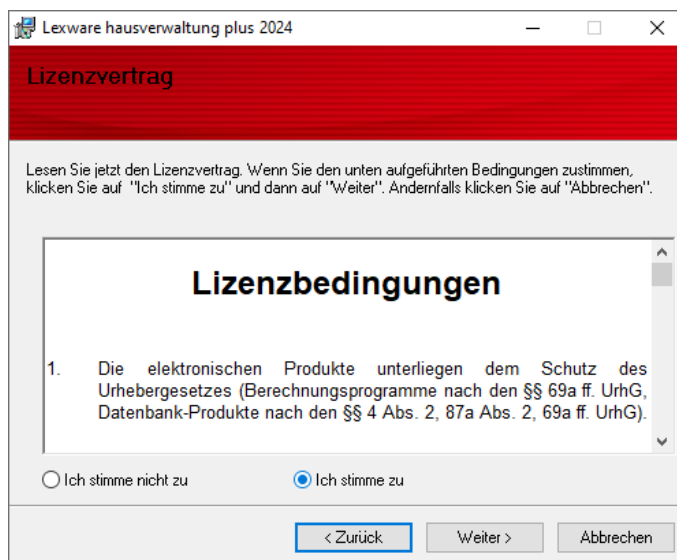 Lexware hausverwaltung plus 2024
Lizenzvertrag
Lesen Sie jetzt den Lizenzvertrag. Wenn Sie den unten aufgeführten Bedingungen zustimmen,
klicken Sie auf "Ich stimme zu" und dann auf "Weiter". Andernfalls klicken Sie auf "Abbrechen".
Lizenzbedingungen
1. Die elektronischen Produkte unterliegen dem Schutz des
Urhebergesetzes (Berechnungsprogramme nach den §§ 69a ff. UrhG,
Datenbank-Produkte nach den §§ 4 Abs. 2, 87a Abs. 2, 69a ff. UrhG).
Ich stimme nicht zu Ich stimme zu
< Zurück Weiter > Abbrechen